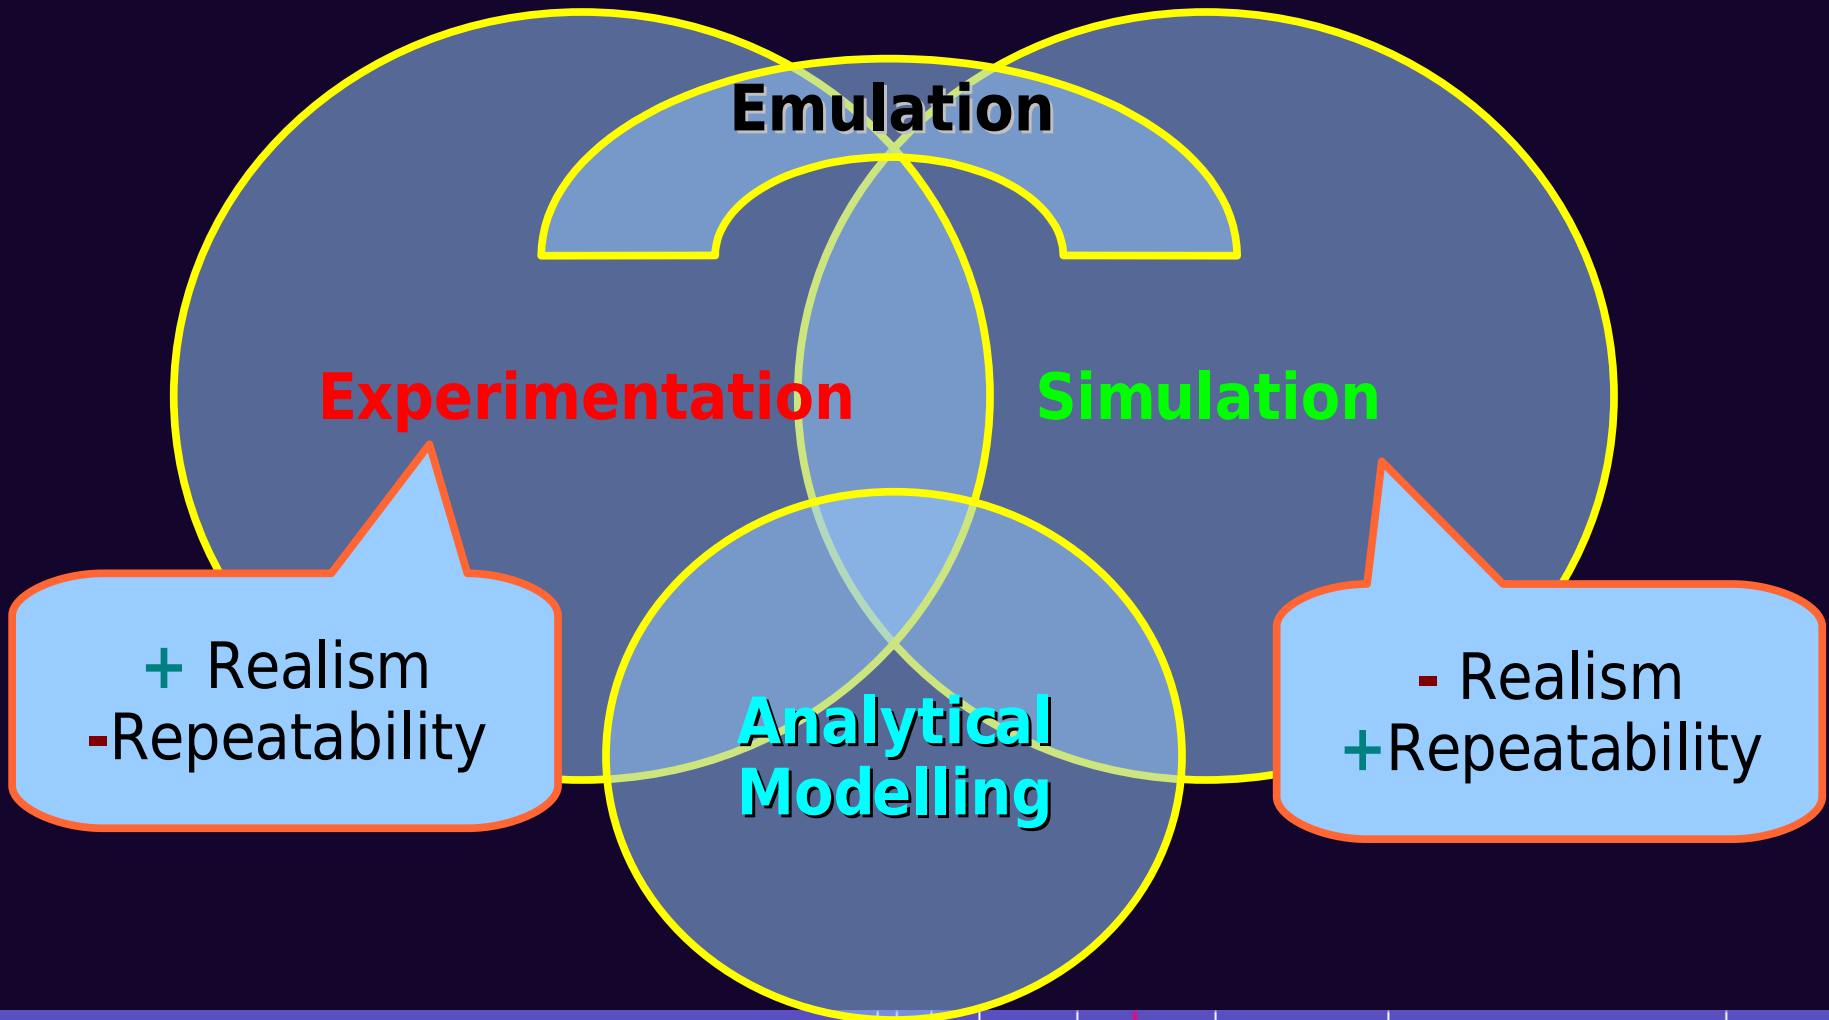 Emulation
Experimentation
Simulation
+ Realism
-Repeatability
- Realism
+Repeatability
Analytical
Modelling